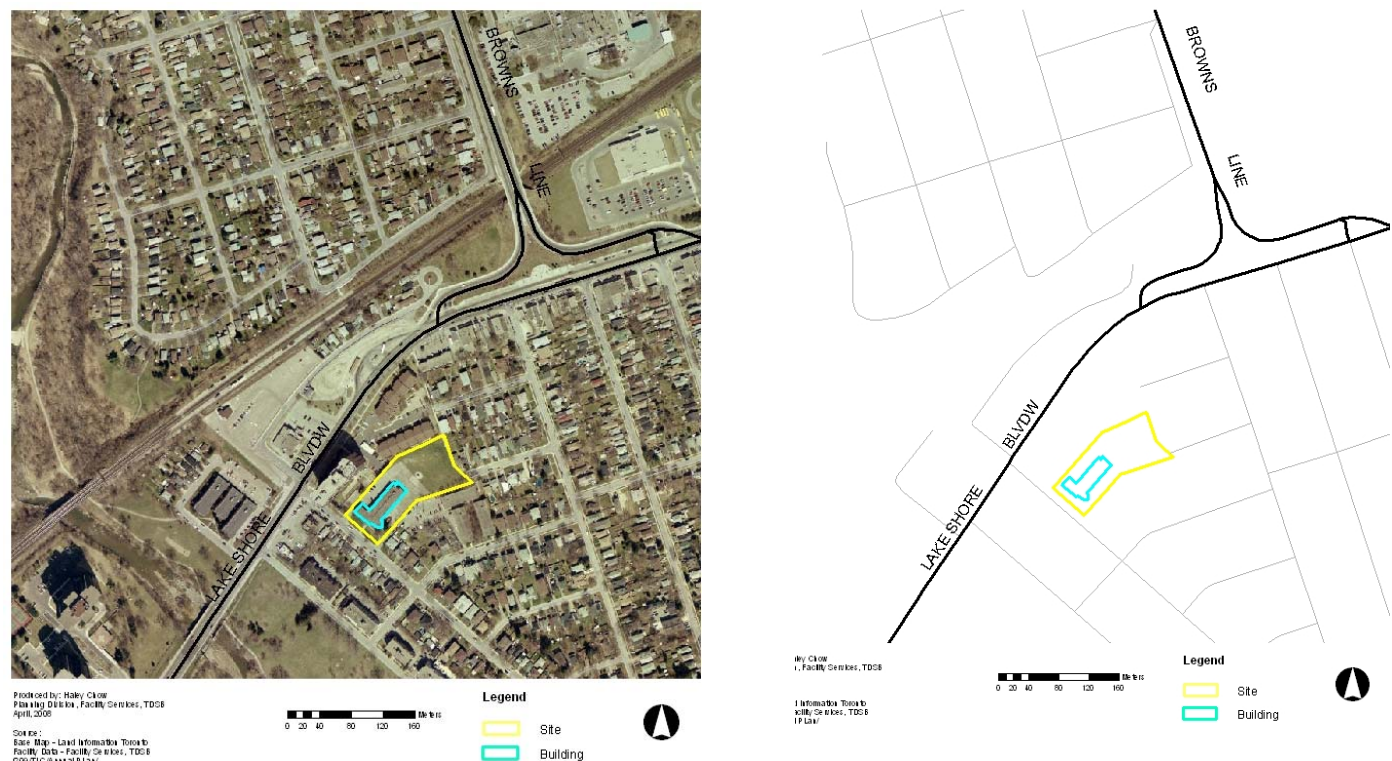 BROWNS
LINE
BLVDW
LAKE SHORE
Produced by: Haley Chow
Planning Division, Facility Services, TDSB
April, 2008
Source:
Base Map - Land Information Toronto
Facility Data - Facility Services, TDSB
0 20 40 80 120 160 Meters
Legend
Site
Building
BROWNS
LINE
BLVDW
LAKE SHORE
ley Chow
, Facility Services, TDSB
Information Toronto
acility Services, TDSB
0 20 40 80 120 160 Meters
Legend
Site
Building